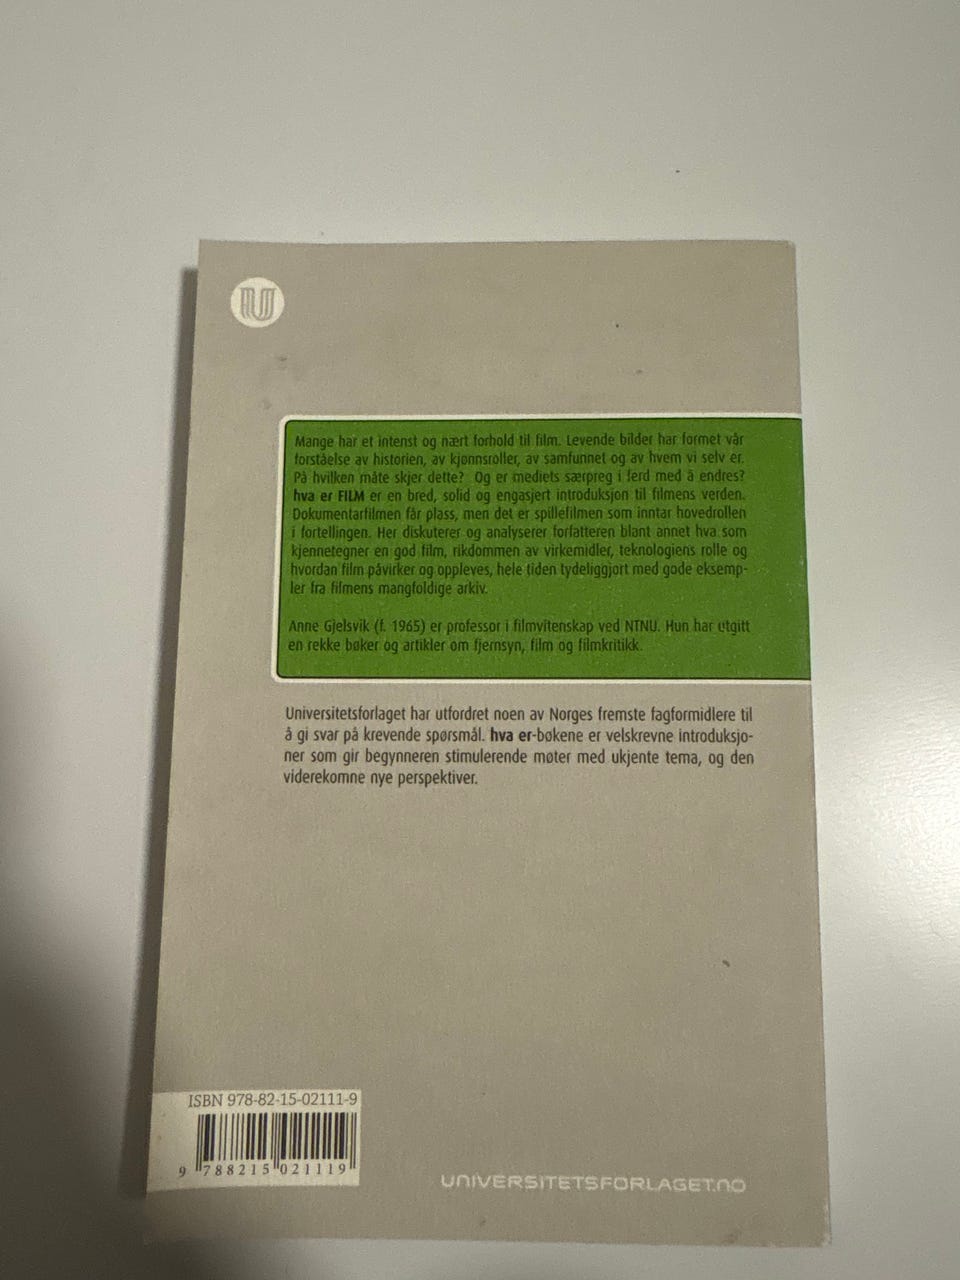 U
Mange har et intenst og nært forhold til film. Levende bilder har formet vår
forståelse av historien, av kjønnsroller, av samfunnet og av hvem vi selv er.
På hvilken måte skjer dette? Og er mediets særpreg i ferd med å endres?
hva er FILM er en bred, solid og engasjert introduksjon til filmens verden.
Dokumentarfilmen får plass, men det er spillefilmen som inntar hovedrollen
i fortellingen. Her diskuterer og analyserer forfatteren blant annet hva som
kjennetegner en god film, rikdommen av virkemidler, teknologiens rolle og
hvordan film påvirker og oppleves, hele tiden tydeliggjort med gode eksemp-
ler fra filmens mangfoldige arkiv.
Anne Gjelsvik (f. 1965) er professor i filmvitenskap ved NTNU. Hun har utgitt
en rekke bøker og artikler om fjernsyn, film og filmkritikk.
Universitetsforlaget har utfordret noen av Norges fremste fagformidlere til
å gi svar på krevende spørsmål. hva er-bøkene er velskrevne introduksjo-
ner som gir begynneren stimulerende møter med ukjente tema, og den
viderekomne nye perspektiver.
ISBN 978-82-15-02111-9
9 788215 021119
UNIVERSITETSFORLAGET.NO